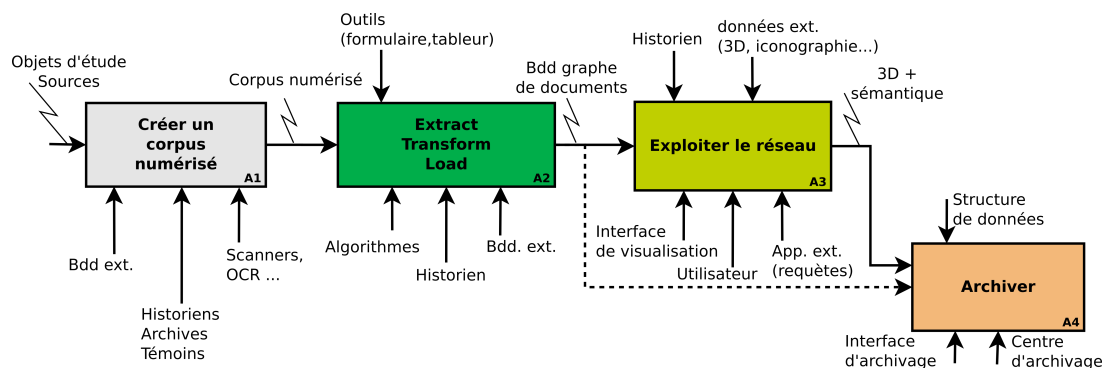 Outils
(formulaire,tableur)
Objets d'étude
Sources
Corpus numérisé
Bdd graphe
de documents
Historien
données ext.
(3D, iconographie...)
3D +
sémantique
Créer un
corpus
numérisé
A1
Extract
Transform
Load
A2
Exploiter le réseau
A3
Bdd ext.
Historiens
Archives
Témoins
Scanners,
OCR ...
Algorithmes
Historien
Bdd. ext.
Interface
de visualisation
Utilisateur
App. ext.
(requètes)
Structure
de données
Archiver
A4
Interface
d'archivage
Centre
d'archivage